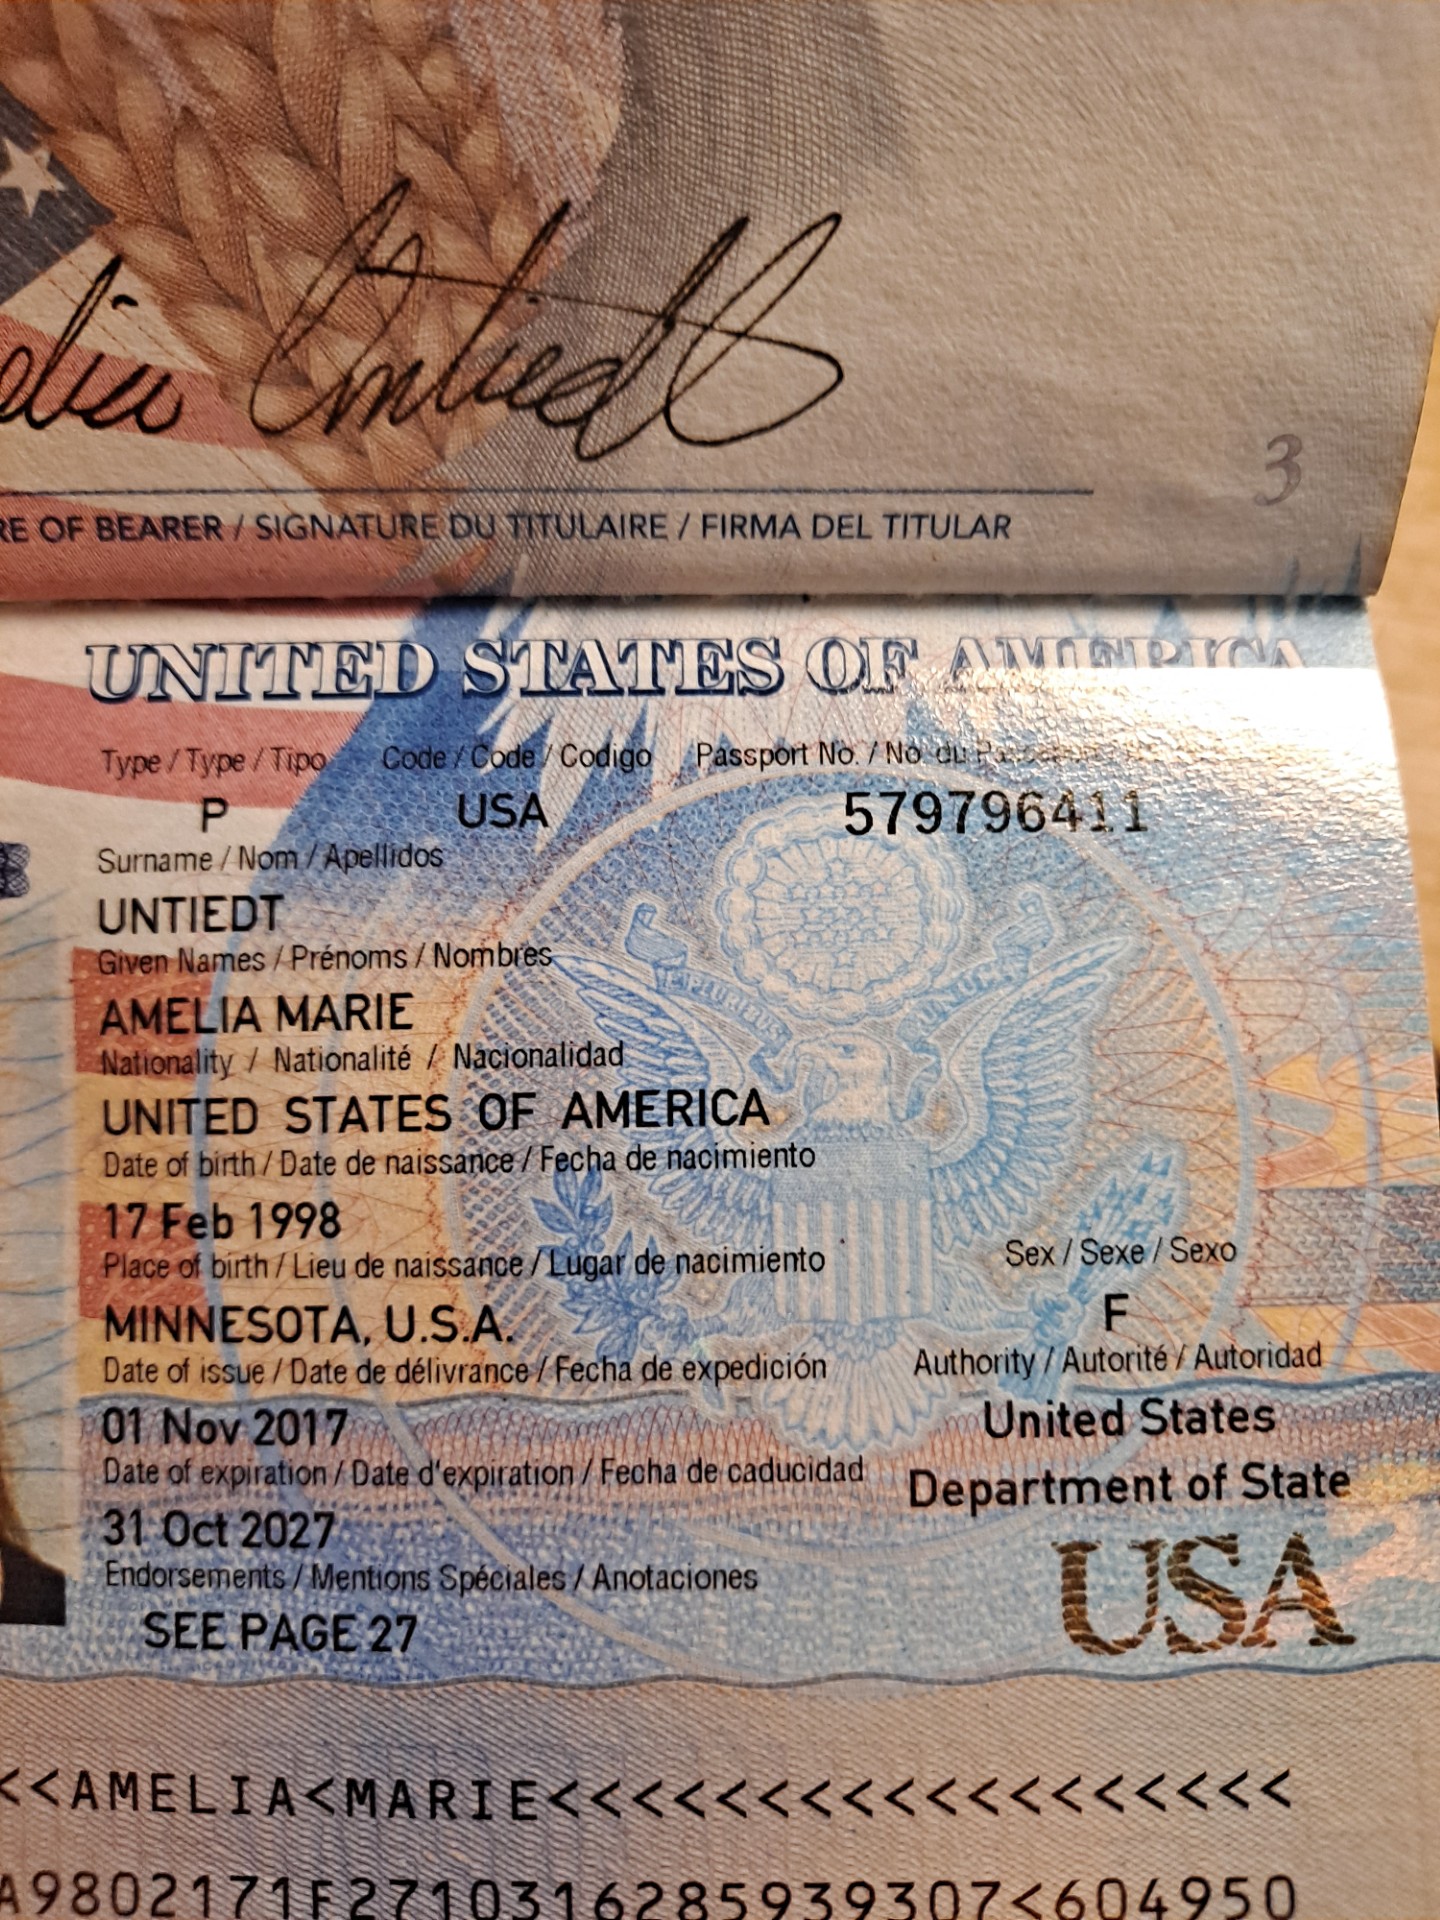 elia Untiedt
3
RE OF BEARER / SIGNATURE DU TITULAIRE / FIRMA DEL TITULAR
UNITED STATES OF AMERICA
Type / Type / Tipo Code / Code / Codigo Passport No. / No. du
P USA 579796411
Surname / Nom / Apellidos
UNTIEDT
Given Names / Prénoms / Nombres
E PLURIBUS UNUM
AMELIA MARIE
Nationality / Nationalité / Nacionalidad
UNITED STATES OF AMERICA
Date of birth / Date de naissance / Fecha de nacimiento
17 Feb 1998
Place of birth / Lieu de naissance / Lugar de nacimiento Sex / Sexe / Sexo
MINNESOTA, U.S.A. F
Date of issue / Date de délivrance / Fecha de expedición Authority / Autorité / Autoridad
01 Nov 2017 United States
Date of expiration / Date d'expiration / Fecha de caducidad Department of State
31 Oct 2027
Endorsements / Mentions Spéciales / Anotaciones USA
SEE PAGE 27
<<AMELIA<MARIE<<<<<<<<<<<<<<<<<<
A9802171F2710316285939307<604950